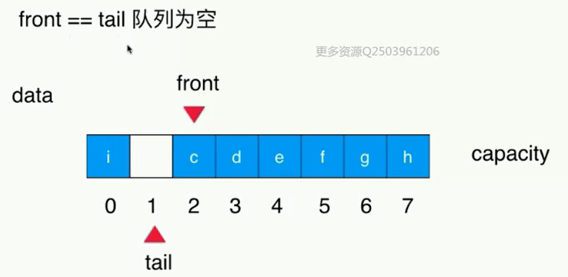 front == tail 队列为空
更多资源Q2503961206
front
data
i c d e f g h
capacity
0 1 2 3 4 5 6 7
tail